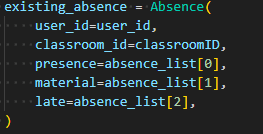 existing_absence = Absence(
    user_id=user_id,
    classroom_id=classroomID,
    presence=absence_list[0],
    material=absence_list[1],
    late=absence_list[2],
)